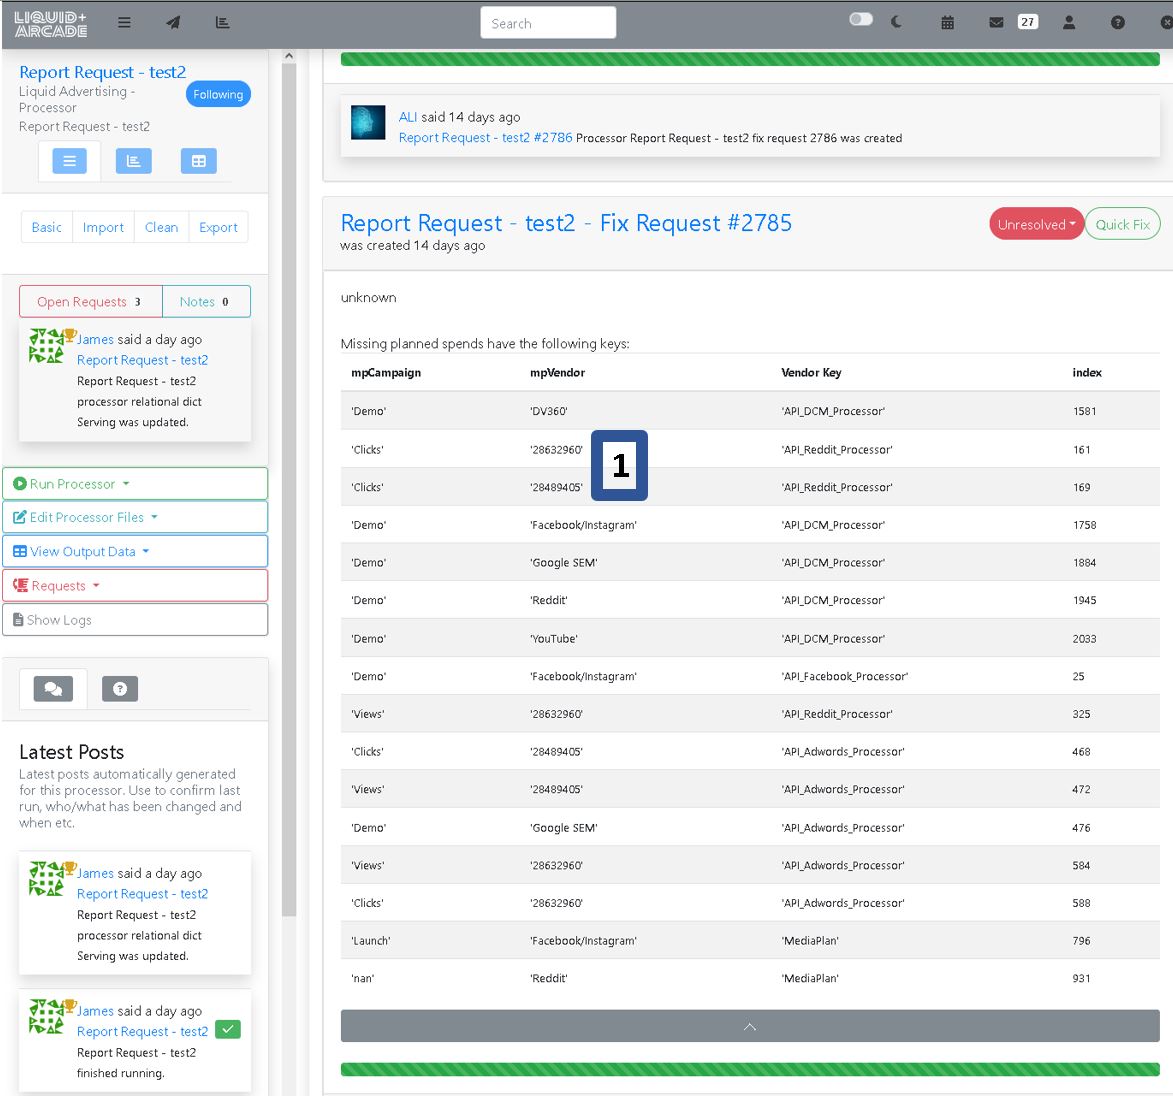 LIQUID+
ARCADE
Search
27
Report Request - test2
Liquid Advertising -
Processor
Following
Report Request - test2
Basic
Import
Clean
Export
Open Requests 3
Notes 0
James said a day ago
Report Request - test2
Report Request - test2
processor relational dict
Serving was updated.
Run Processor
Edit Processor Files
View Output Data
Requests
Show Logs
Latest Posts
Latest posts automatically generated
for this processor. Use to confirm last
run, who/what has been changed and
when etc.
James said a day ago
Report Request - test2
Report Request - test2
processor relational dict
Serving was updated.
James said a day ago
Report Request - test2
Report Request - test2
finished running.
ALI said 14 days ago
Report Request - test2 #2786 Processor Report Request - test2 fix request 2786 was created
Report Request - test2 - Fix Request #2785
was created 14 days ago
Unresolved
Quick Fix
unknown
Missing planned spends have the following keys:
mpCampaign mpVendor Vendor Key index
'Demo' 'DV360' 'API_DCM_Processor' 1581
'Clicks' '28632960' 'API_Reddit_Processor' 161
1
'Clicks' '28489405' 'API_Reddit_Processor' 169
'Demo' 'Facebook/Instagram' 'API_DCM_Processor' 1758
'Demo' 'Google SEM' 'API_DCM_Processor' 1884
'Demo' 'Reddit' 'API_DCM_Processor' 1945
'Demo' 'YouTube' 'API_DCM_Processor' 2033
'Demo' 'Facebook/Instagram' 'API_Facebook_Processor' 25
'Views' '28632960' 'API_Reddit_Processor' 325
'Clicks' '28489405' 'API_Adwords_Processor' 468
'Views' '28489405' 'API_Adwords_Processor' 472
'Demo' 'Google SEM' 'API_Adwords_Processor' 476
'Views' '28632960' 'API_Adwords_Processor' 584
'Clicks' '28632960' 'API_Adwords_Processor' 588
'Launch' 'Facebook/Instagram' 'MediaPlan' 796
'nan' 'Reddit' 'MediaPlan' 931